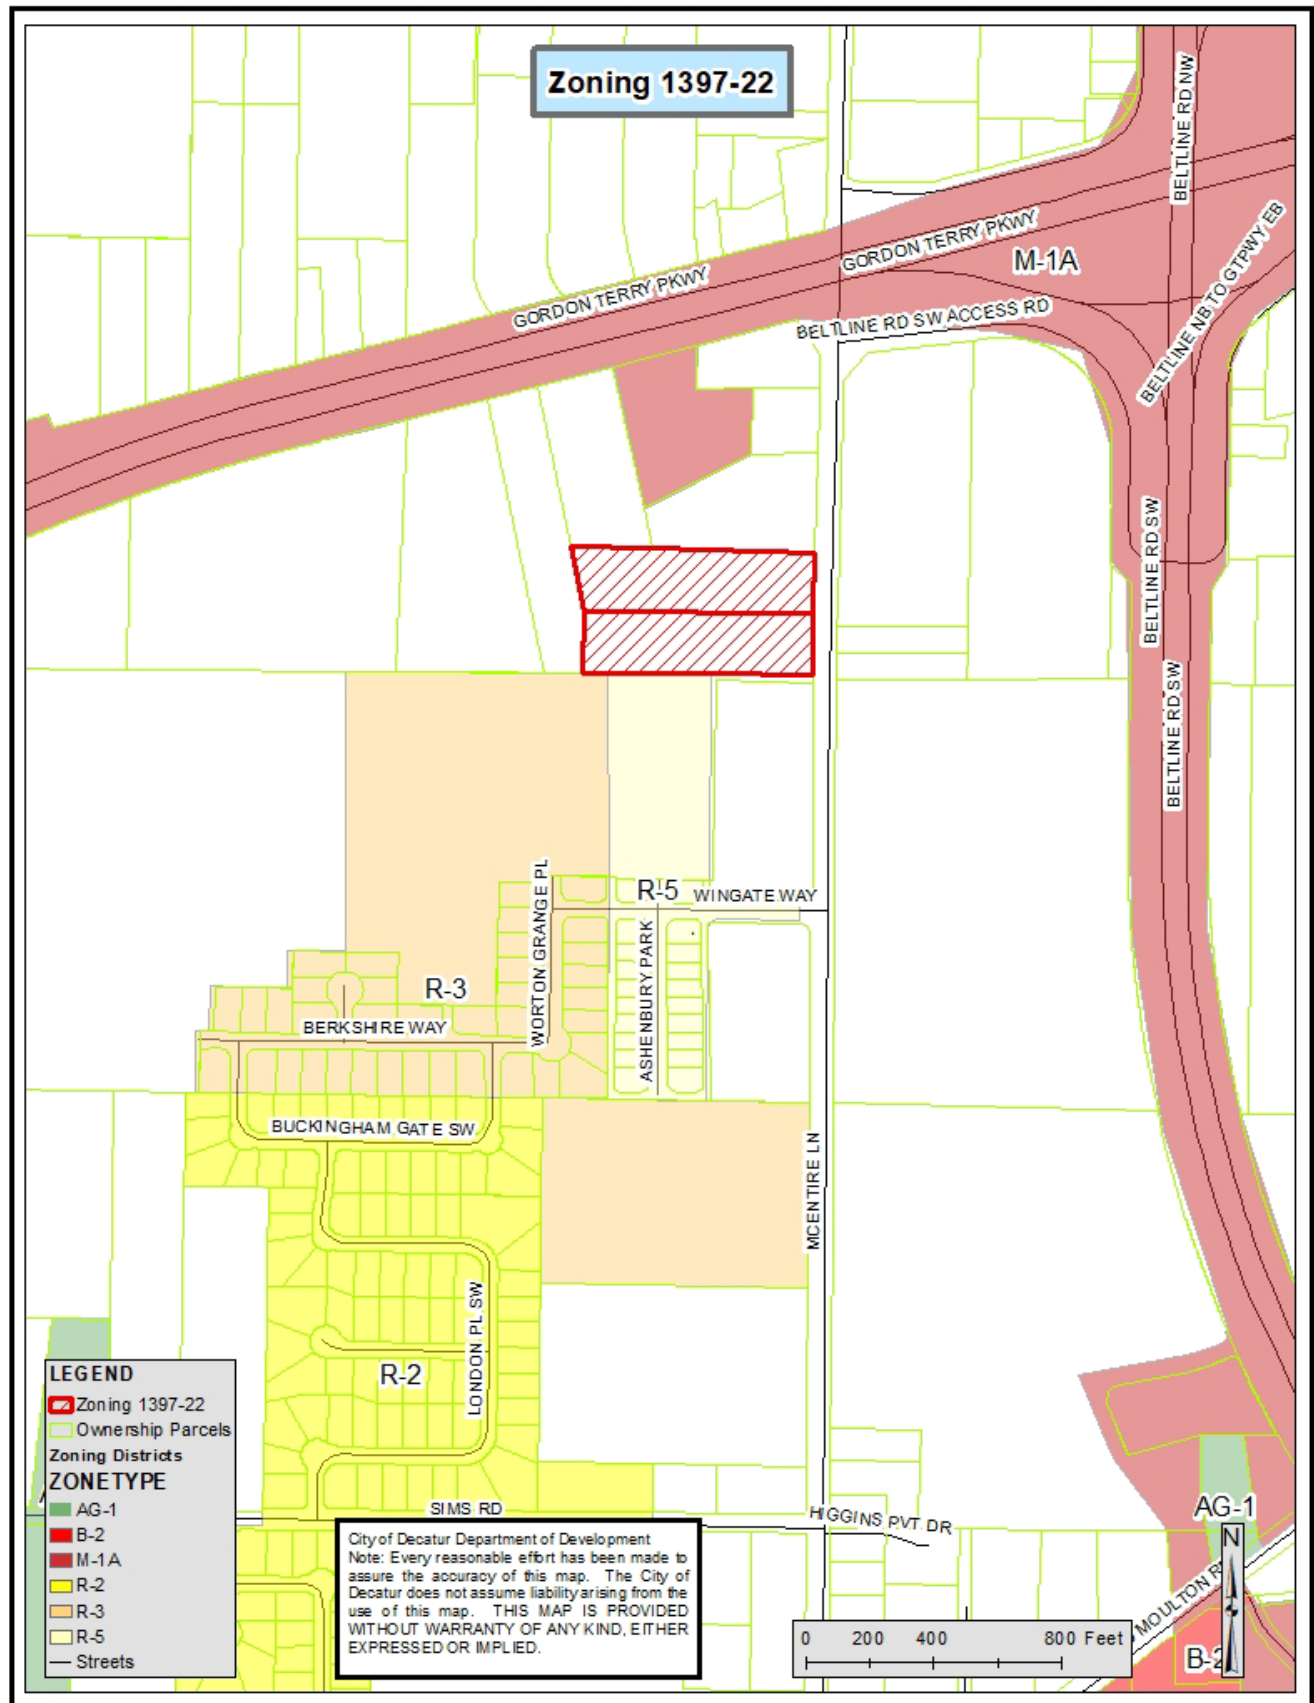 Zoning 1397-22
BELTLINE RD NW
GORDON TERRY PKWY
GORDON TERRY PKWY
M-1A
BELTLINE NB TO GTPWY EB
BELTLINE RD SW ACCESS RD
BELTLINE RD SW
BELTLINE RD SW
WORTON GRANGE PL
R-5
WINGATE WAY
ASHENBURY PARK
R-3
BERKSHIRE WAY
BUCKINGHAM GATE SW
MCENTIRE LN
LONDON PL SW
R-2
SIMS RD
HIGGINS PVT DR
AG-1
N
MOULTON
B-2
LEGEND
Zoning 1397-22
Ownership Parcels
Zoning Districts
ZONETYPE
AG-1
B-2
M-1A
R-2
R-3
R-5
Streets
City of Decatur Department of Development
Note: Every reasonable effort has been made to
assure the accuracy of this map. The City of
Decatur does not assume liability arising from the
use of this map. THIS MAP IS PROVIDED
WITHOUT WARRANTY OF ANY KIND, EITHER
EXPRESSED OR IMPLIED.
0 200 400 800 Feet